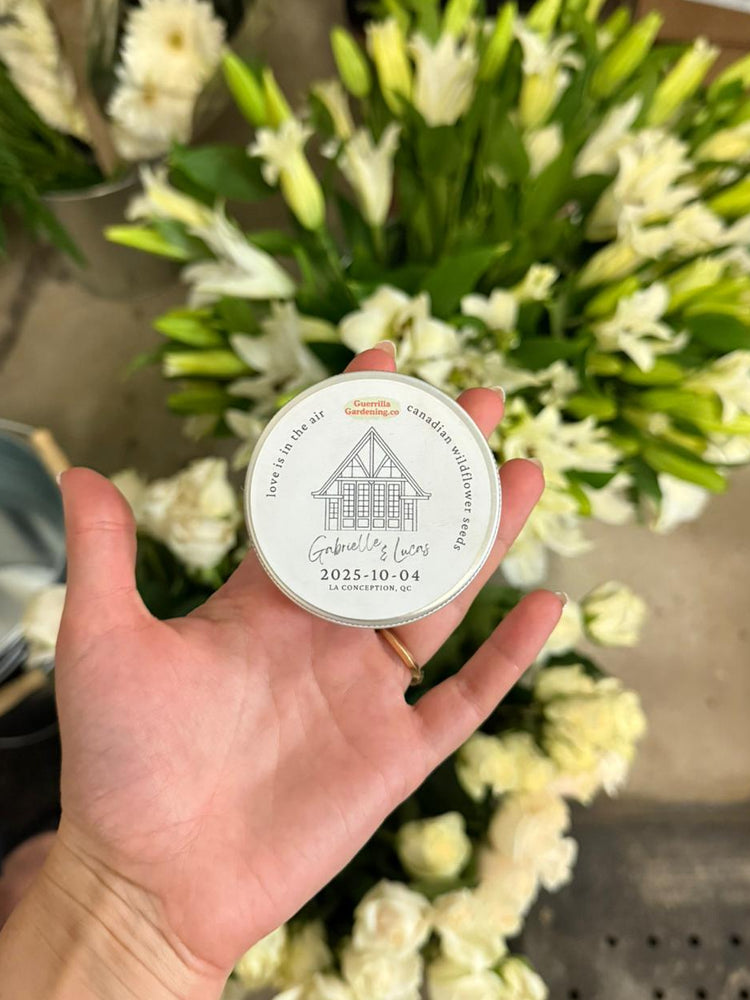 love is in the air
Guerrilla
Gardening.co
canadian wildflower seeds
Gabrielle & Lucas
2025-10-04
LA CONCEPTION, QC